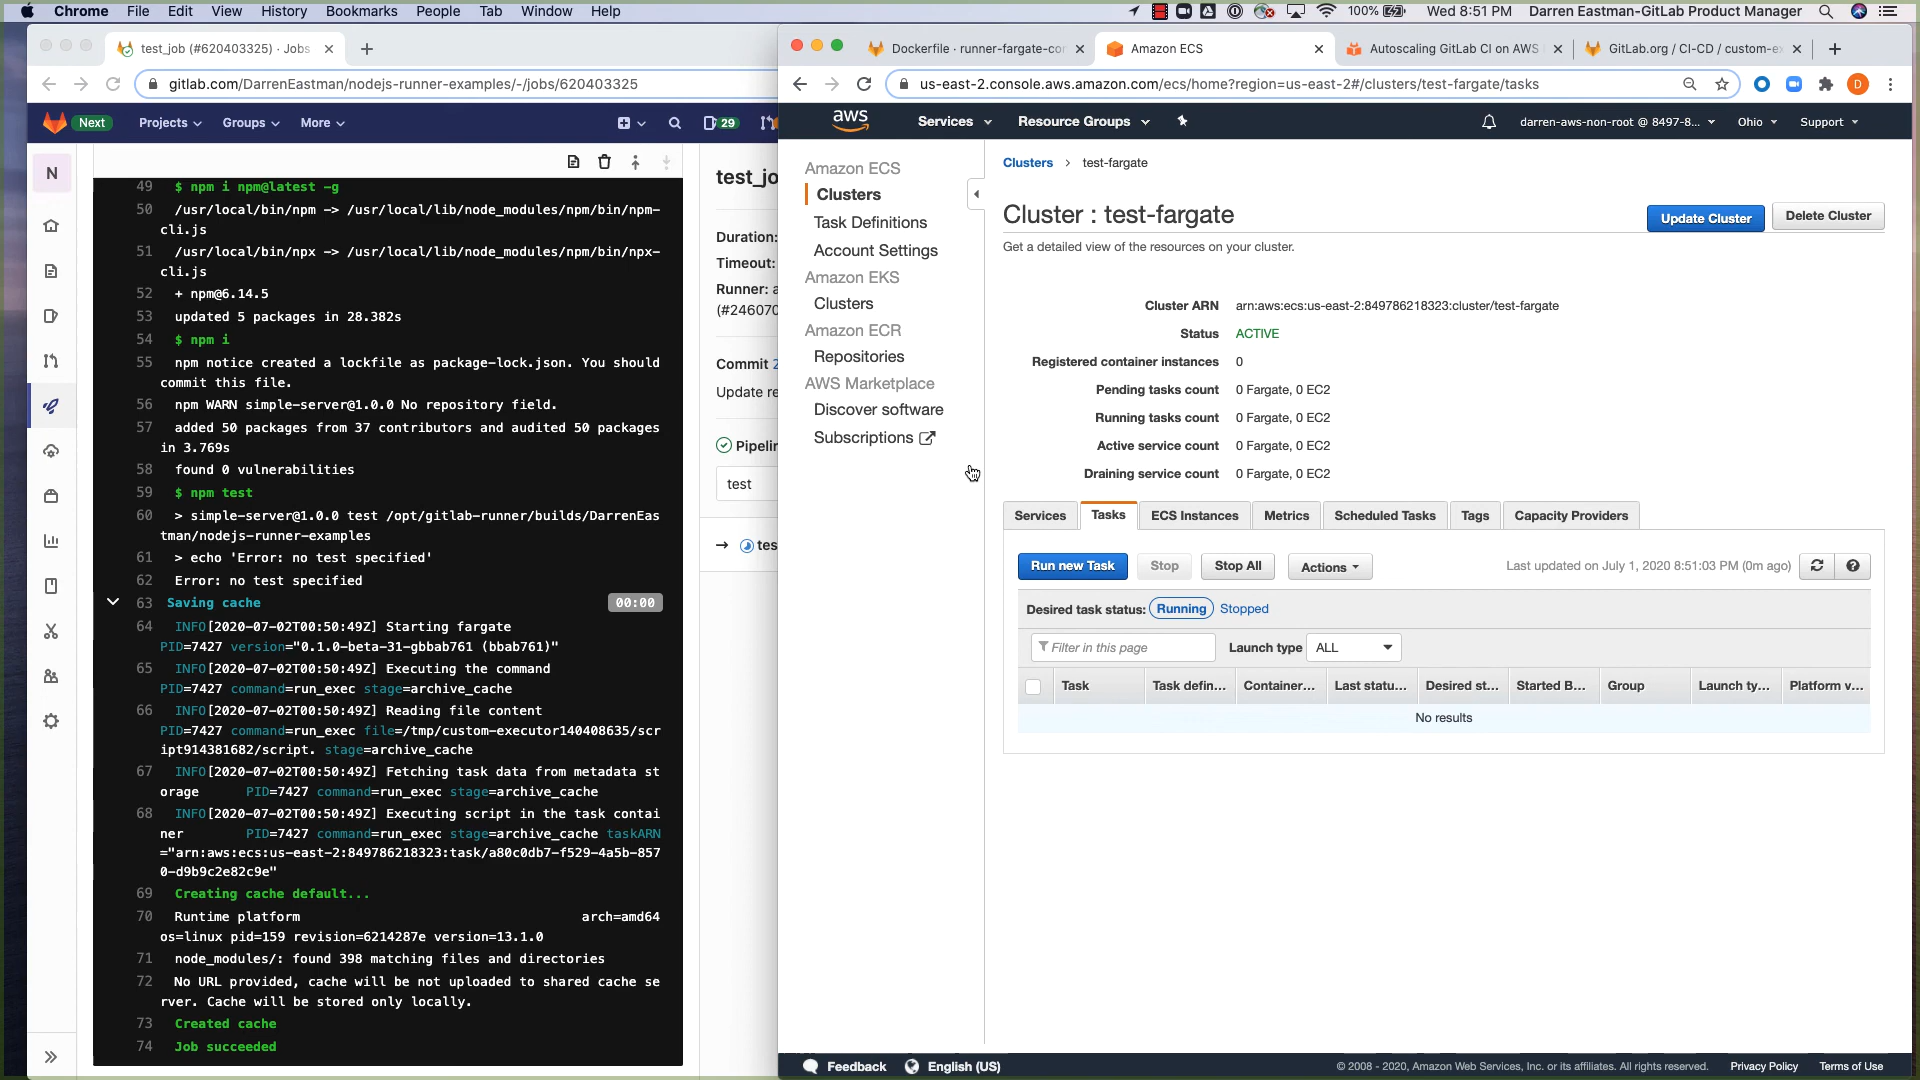 Chrome File Edit View History Bookmarks People Tab Window Help
100% Wed 8:51 PM Darren Eastman-GitLab Product Manager
test_job (#620403325) · Jobs
gitlab.com/DarrenEastman/nodejs-runner-examples/-/jobs/620403325
Next Projects Groups More 29
N
49 $ npm i npm@latest -g
50 /usr/local/bin/npm -> /usr/local/lib/node_modules/npm/bin/npm-
cli.js
51 /usr/local/bin/npx -> /usr/local/lib/node_modules/npm/bin/npx-
cli.js
52 + npm@6.14.5
53 updated 5 packages in 28.382s
54 $ npm i
55 npm notice created a lockfile as package-lock.json. You should
commit this file.
56 npm WARN simple-server@1.0.0 No repository field.
57 added 50 packages from 37 contributors and audited 50 packages
in 3.769s
58 found 0 vulnerabilities
59 $ npm test
60 > simple-server@1.0.0 test /opt/gitlab-runner/builds/DarrenEas
tman/nodejs-runner-examples
61 > echo 'Error: no test specified'
62 Error: no test specified
63 Saving cache 00:00
64 INFO[2020-07-02T00:50:49Z] Starting fargate
PID=7427 version="0.1.0-beta-31-gbbab761 (bbab761)"
65 INFO[2020-07-02T00:50:49Z] Executing the command
PID=7427 command=run_exec stage=archive_cache
66 INFO[2020-07-02T00:50:49Z] Reading file content
PID=7427 command=run_exec file=/tmp/custom-executor140408635/scr
ipt914381682/script. stage=archive_cache
67 INFO[2020-07-02T00:50:49Z] Fetching task data from metadata st
orage PID=7427 command=run_exec stage=archive_cache
68 INFO[2020-07-02T00:50:49Z] Executing script in the task contai
ner PID=7427 command=run_exec stage=archive_cache taskARN
="arn:aws:ecs:us-east-2:849786218323:task/a80c0db7-f529-4a5b-857
0-d9b9c2e82c9e"
69 Creating cache default...
70 Runtime platform arch=amd64
os=linux pid=159 revision=6214287e version=13.1.0
71 node_modules/: found 398 matching files and directories
72 No URL provided, cache will be not uploaded to shared cache se
rver. Cache will be stored only locally.
73 Created cache
74 Job succeeded
test_jo
Duration:
Timeout:
Runner: a
(#246070
Commit 2
Update re
Pipelin
test
tes
Dockerfile · runner-fargate-cor
Amazon ECS
Autoscaling GitLab CI on AWS
GitLab.org / CI-CD / custom-e
us-east-2.console.aws.amazon.com/ecs/home?region=us-east-2#/clusters/test-fargate/tasks
D
aws Services Resource Groups darren-aws-non-root @ 8497-8... Ohio Support
Amazon ECS
Clusters
Task Definitions
Account Settings
Amazon EKS
Clusters
Amazon ECR
Repositories
AWS Marketplace
Discover software
Subscriptions
Clusters > test-fargate
Cluster : test-fargate
Update Cluster Delete Cluster
Get a detailed view of the resources on your cluster.
Cluster ARN arn:aws:ecs:us-east-2:849786218323:cluster/test-fargate
Status ACTIVE
Registered container instances 0
Pending tasks count 0 Fargate, 0 EC2
Running tasks count 0 Fargate, 0 EC2
Active service count 0 Fargate, 0 EC2
Draining service count 0 Fargate, 0 EC2
Services Tasks ECS Instances Metrics Scheduled Tasks Tags Capacity Providers
Run new Task Stop Stop All Actions Last updated on July 1, 2020 8:51:03 PM (0m ago)
Desired task status: Running Stopped
Filter in this page Launch type ALL
Task Task defin... Container... Last statu... Desired st... Started B... Group Launch ty... Platform v...
No results
Feedback English (US) © 2008 - 2020, Amazon Web Services, Inc. or its affiliates. All rights reserved. Privacy Policy Terms of Use